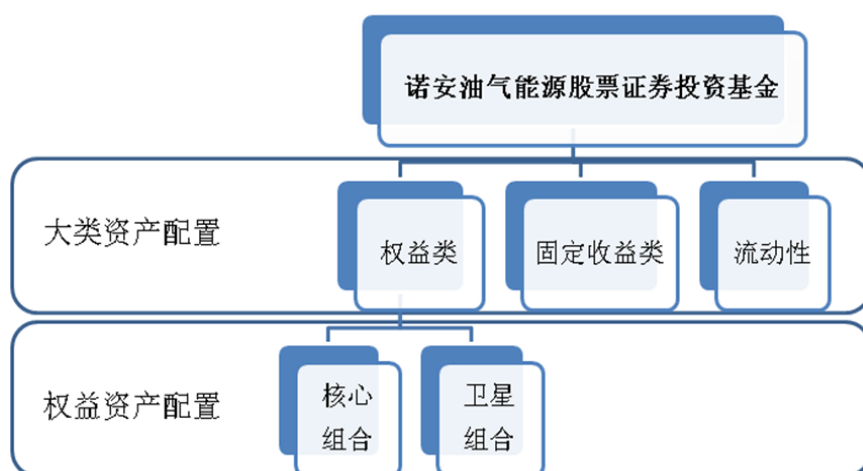 诺安油气能源股票证券投资基金
大类资产配置
权益类
固定收益类
流动性
权益资产配置
核心
组合
卫星
组合